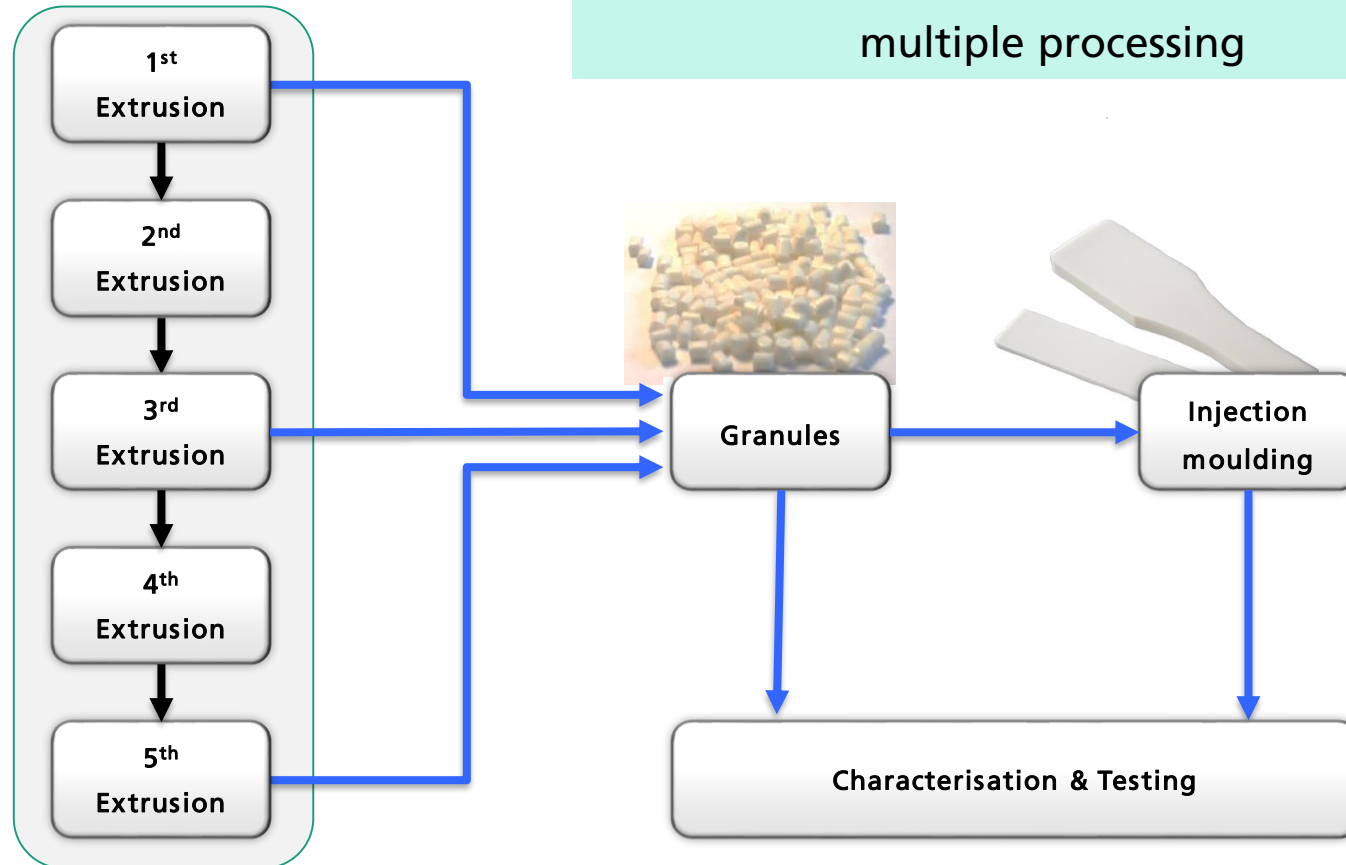 multiple processing
1st
Extrusion
2nd
Extrusion
3rd
Extrusion
4th
Extrusion
5th
Extrusion
Granules
Injection
moulding
Characterisation & Testing